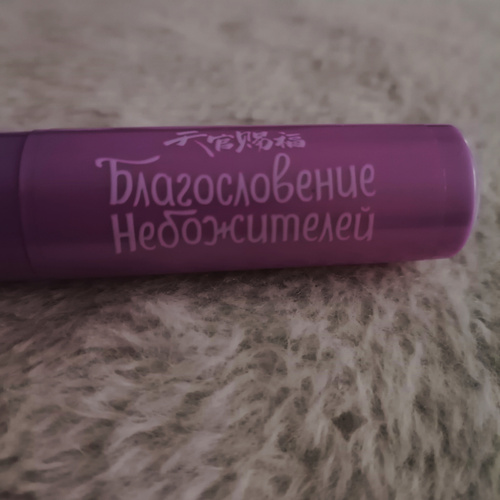 天官赐福
Благословение
Небожителей